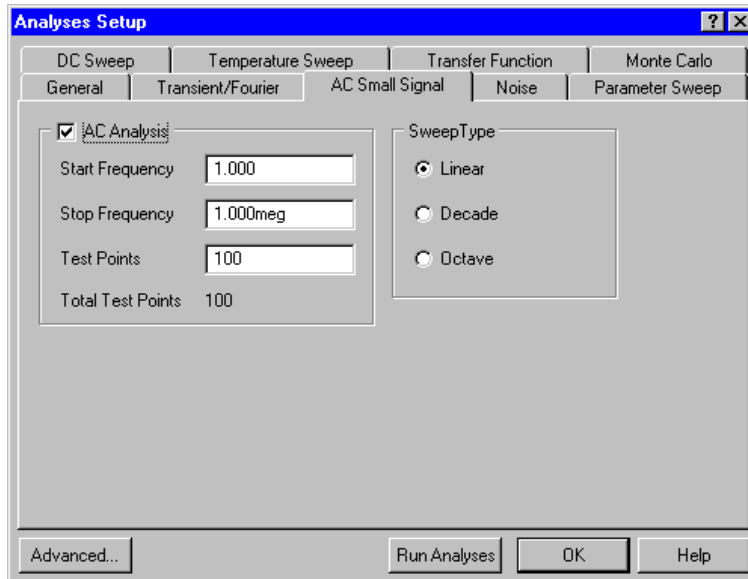 Analyses Setup
DC Sweep Temperature Sweep Transfer Function Monte Carlo
General Transient/Fourier AC Small Signal Noise Parameter Sweep
AC Analysis
Start Frequency 1.000
Stop Frequency 1.000meg
Test Points 100
Total Test Points 100
SweepType
Linear
Decade
Octave
Advanced... Run Analyses OK Help